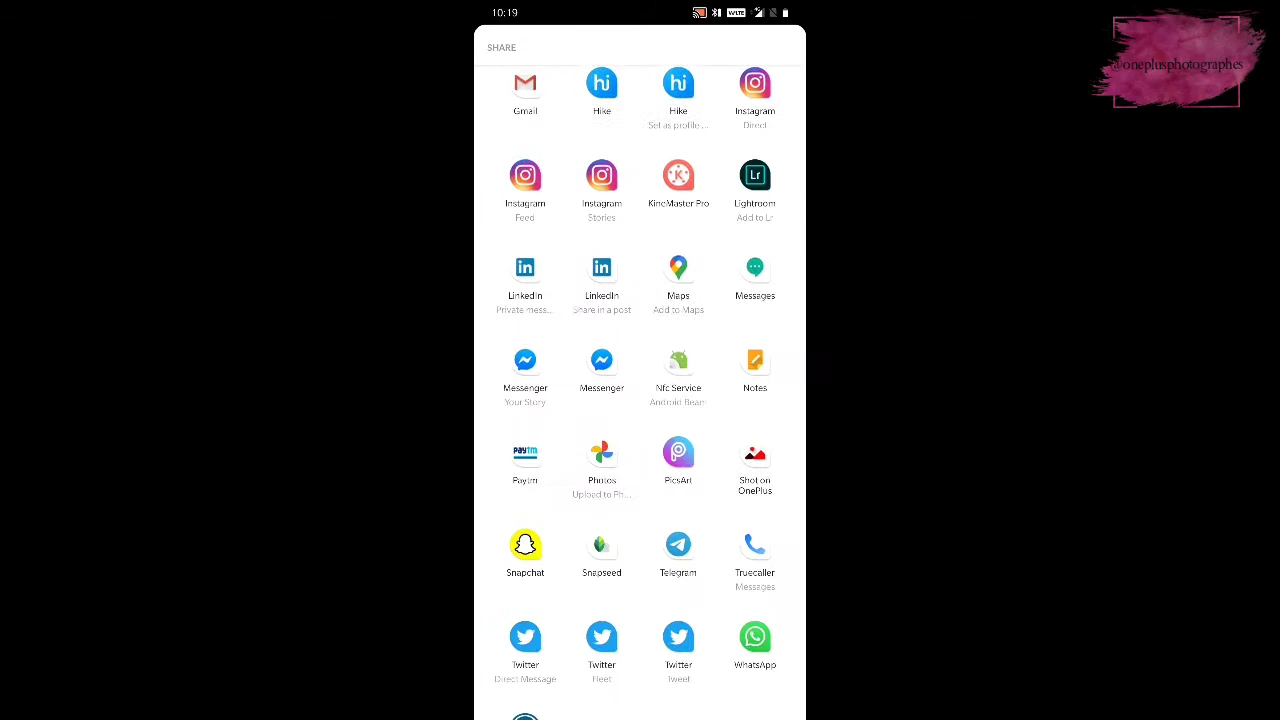 10:19
VoLTE
@oneplusphotographes
SHARE
Gmail
Hike
Hike
Set as profile ...
Instagram
Direct
Instagram
Feed
Instagram
Stories
KineMaster Pro
Lightroom
Add to Lr
LinkedIn
Private mess...
LinkedIn
Share in a post
Maps
Add to Maps
Messages
Messenger
Your Story
Messenger
Nfc Service
Android Beam
Notes
Paytm
Photos
Upload to Ph...
PicsArt
Shot on
OnePlus
Snapchat
Snapseed
Telegram
Truecaller
Messages
Twitter
Direct Message
Twitter
Fleet
Twitter
Tweet
WhatsApp